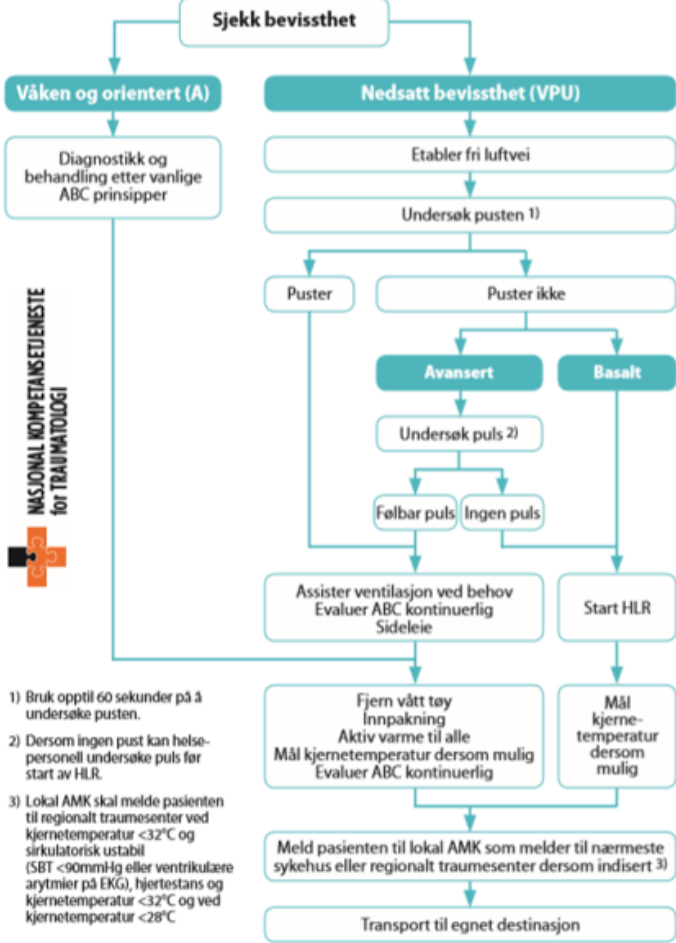 Sjekk bevissthet
Våken og orientert (A)
Nedsatt bevissthet (VPU)
Diagnostikk og
behandling etter vanlige
ABC prinsipper
Etabler fri luftvei
Undersøk pusten 1)
Puster
Puster ikke
Avansert
Basalt
Undersøk puls 2)
Følbar puls
Ingen puls
Assister ventilasjon ved behov
Evaluer ABC kontinuerlig
Sideleie
Start HLR
Fjern vått tøy
Innpakning
Aktiv varme til alle
Mål kjernetemperatur dersom mulig
Evaluer ABC kontinuerlig
Mål
kjerne-
temperatur
dersom
mulig
Meld pasienten til lokal AMK som melder til nærmeste
sykehus eller regionalt traumesenter dersom indisert 3)
Transport til egnet destinasjon
NASJONAL KOMPETANSETJENESTE
for TRAUMATOLOGI
1) Bruk opptil 60 sekunder på å
undersøke pusten.
2) Dersom ingen pust kan helse-
personell undersøke puls før
start av HLR.
3) Lokal AMK skal melde pasienten
til regionalt traumesenter ved
kjernetemperatur <32°C og
sirkulatorisk ustabil
(SBT <90mmHg eller ventrikulære
arytmier på EKG), hjertestans og
kjernetemperatur <32°C og ved
kjernetemperatur <28°C